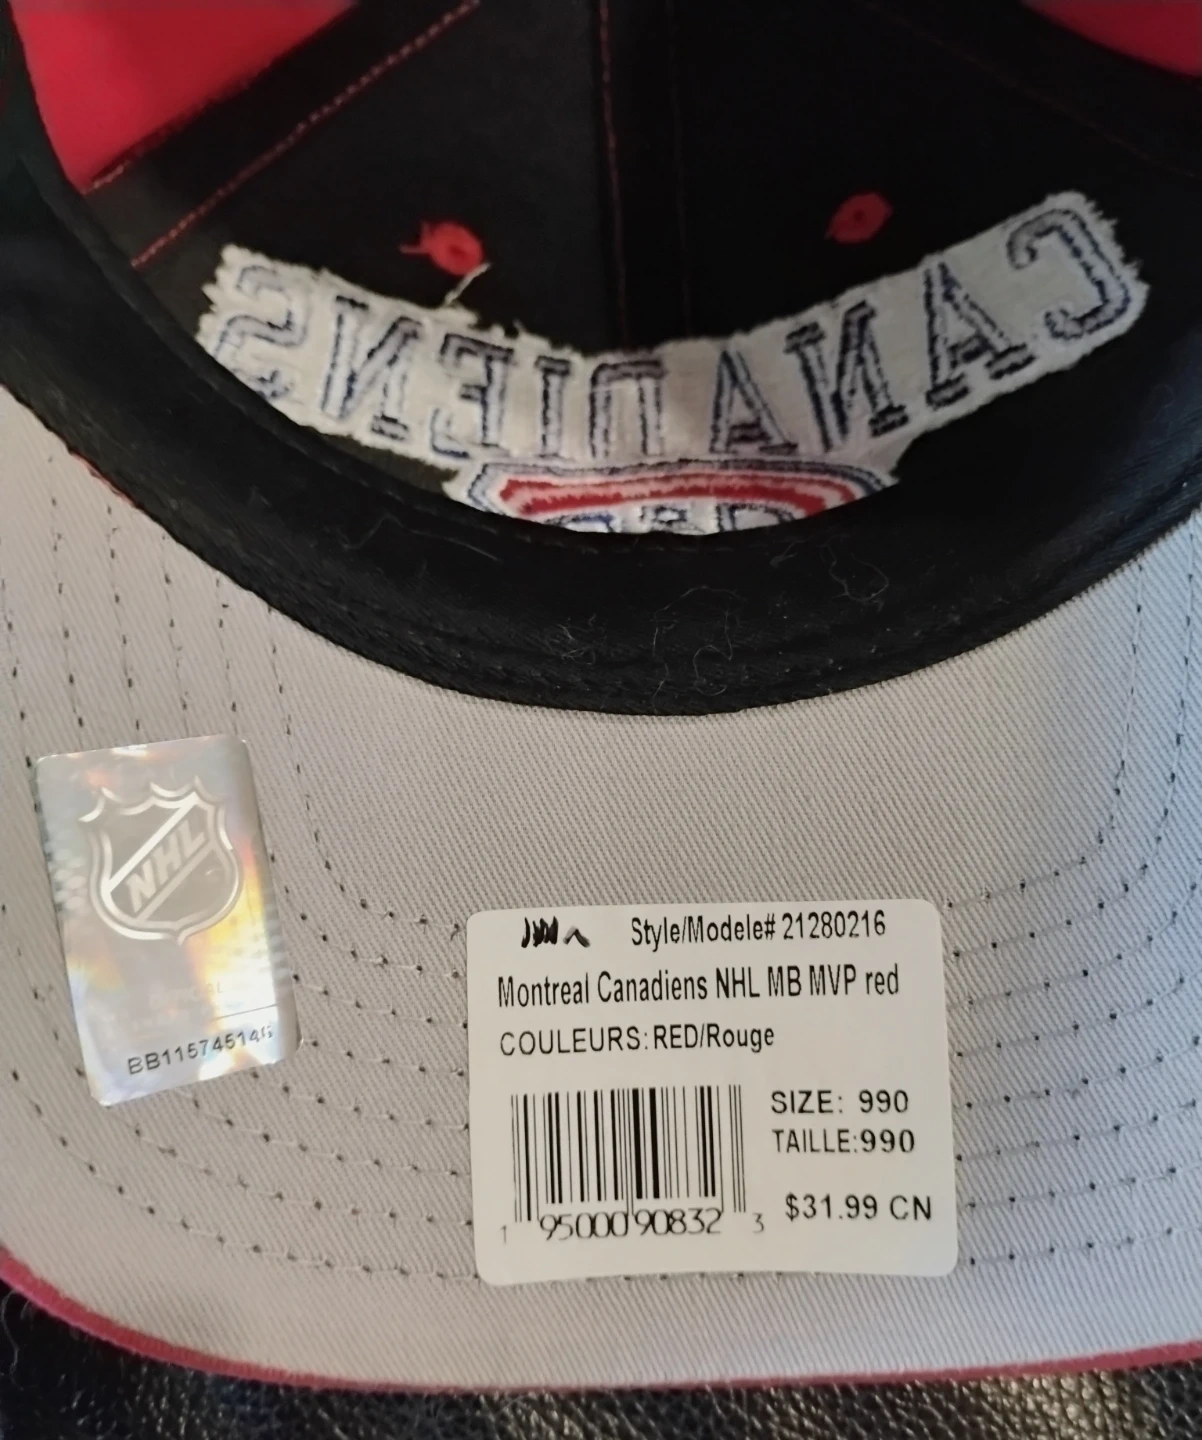 CANADIENS
NHL
BB11574514
Style/Modele# 21280216
Montreal Canadiens NHL MB MVP red
COULEURS: RED/Rouge
SIZE: 990
TAILLE:990
$31.99 CN
1 95000 90832 3